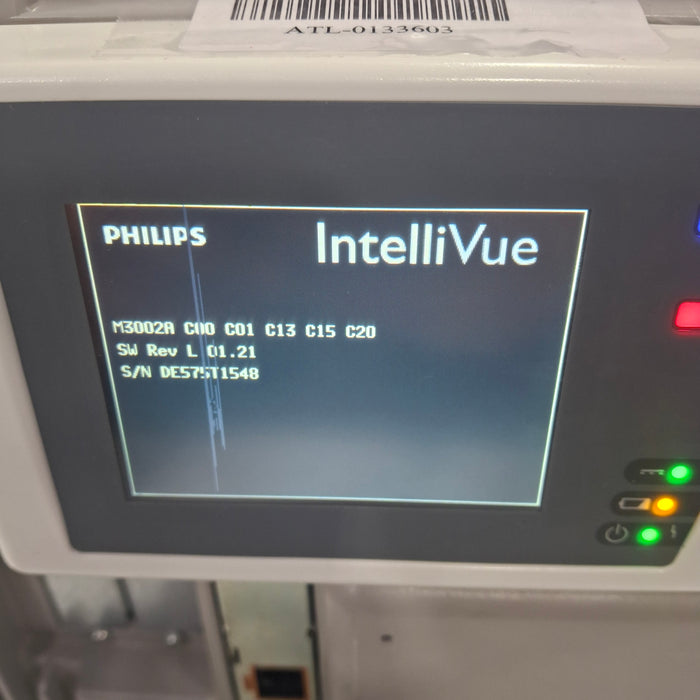 ATL-0133603
PHILIPS IntelliVue
M3002A C00 C01 C13 C15 C20
SW Rev L 01.21
S/N DE575T1548